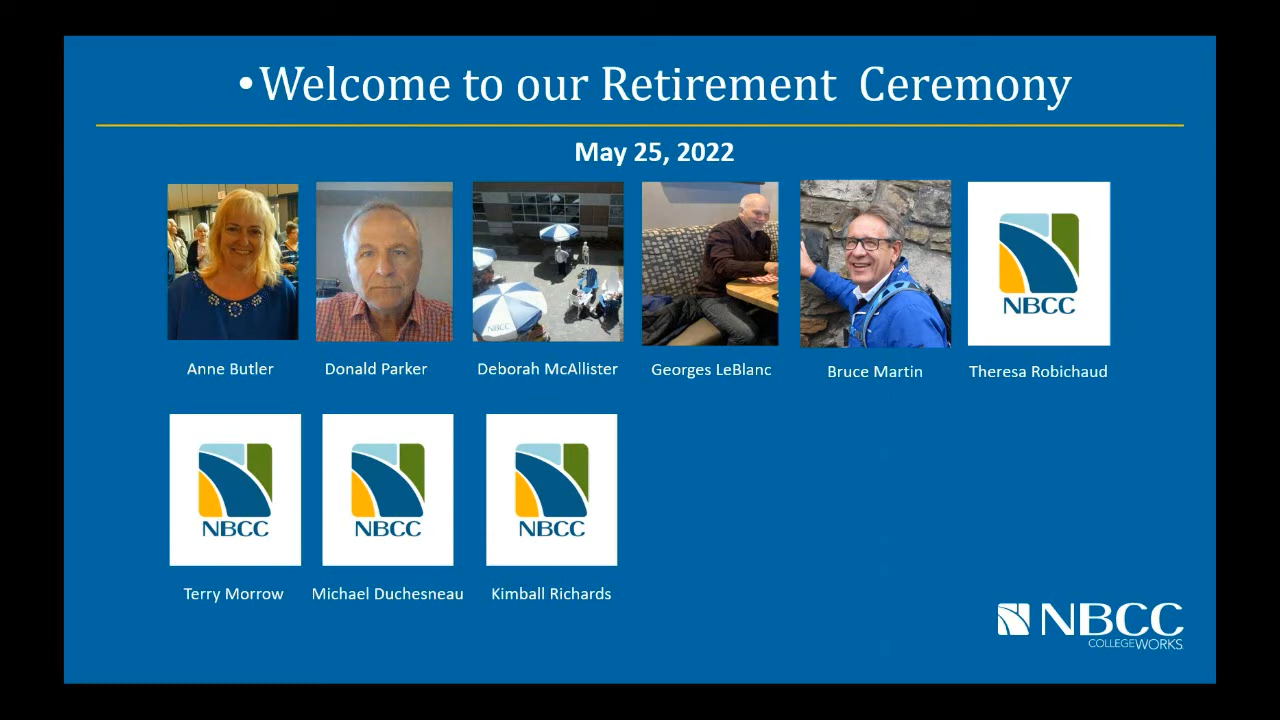 •Welcome to our Retirement Ceremony
May 25, 2022
NBCC
NBCC
Anne Butler Donald Parker Deborah McAllister Georges LeBlanc Bruce Martin Theresa Robichaud
NBCC NBCC NBCC
Terry Morrow Michael Duchesneau Kimball Richards
NBCC
COLLEGEWORKS